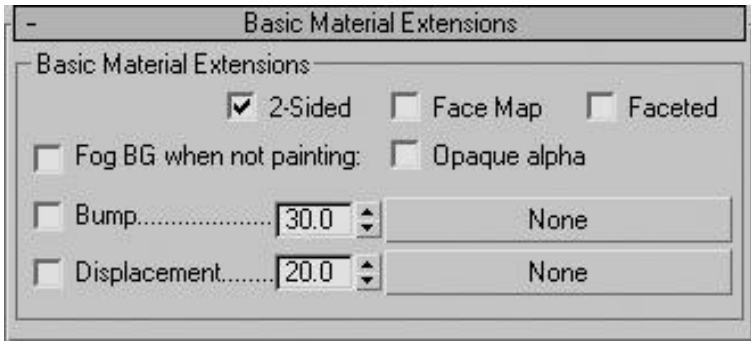 - Basic Material Extensions
Basic Material Extensions
2-Sided Face Map Faceted
Fog BG when not painting: Opaque alpha
Bump.................... 30.0 None
Displacement........ 20.0 None